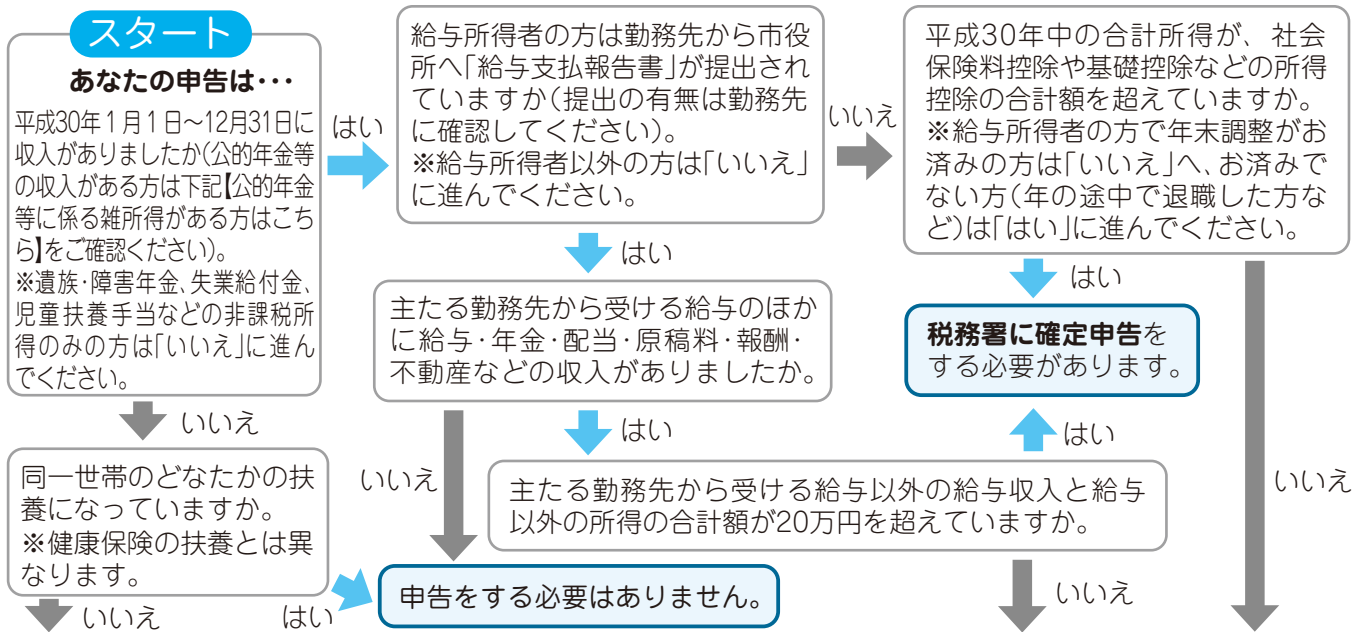 スタート
あなたの申告は･･･
平成30年1月1日～12月31日に
収入がありましたか(公的年金等
の収入がある方は下記【公的年金
等に係る雑所得がある方はこち
ら】をご確認ください)。
※遺族･障害年金､失業給付金､
児童扶養手当などの非課税所
得のみの方は｢いいえ｣に進ん
でください。
はい
いいえ
給与所得者の方は勤務先から市役
所へ｢給与支払報告書｣が提出され
ていますか(提出の有無は勤務先
に確認してください)。
※給与所得者以外の方は｢いいえ｣
に進んでください。
いいえ
はい
平成30年中の合計所得が、社会
保険料控除や基礎控除などの所得
控除の合計額を超えていますか。
※給与所得者の方で年末調整がお
済みの方は｢いいえ｣へ､お済みで
ない方(年の途中で退職した方な
ど)は｢はい｣に進んでください。
はい
いいえ
主たる勤務先から受ける給与のほか
に給与･年金･配当･原稿料･報酬･
不動産などの収入がありましたか。
はい
いいえ
税務署に確定申告を
する必要があります。
はい
同一世帯のどなたかの扶
養になっていますか。
※健康保険の扶養とは異
なります。
いいえ
はい
主たる勤務先から受ける給与以外の給与収入と給与
以外の所得の合計額が20万円を超えていますか。
いいえ
申告をする必要はありません。